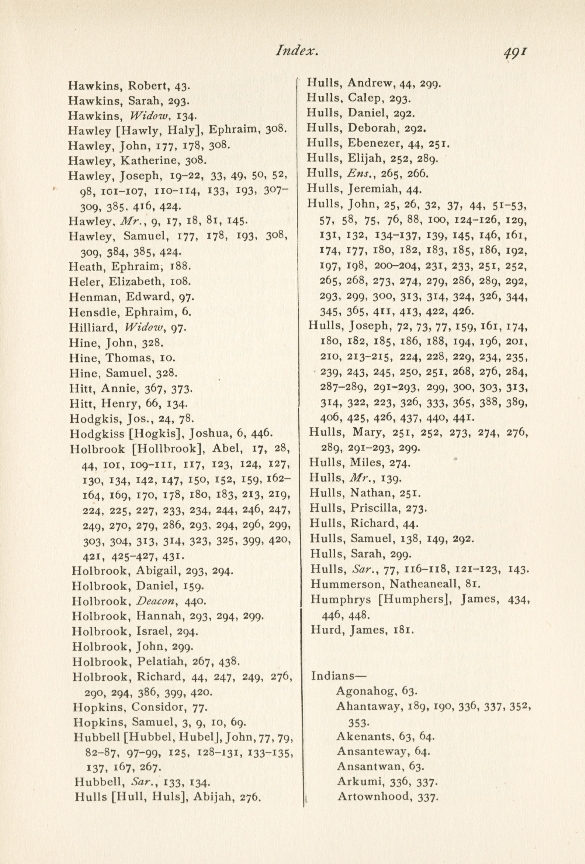 Index.
491
Hawkins, Robert, 43.
Hawkins, Sarah, 293.
Hawkins, Widow, 134.
Hawley [Hawly, Haly], Ephraim, 308.
Hawley, John, 177, 178, 308.
Hawley, Katherine, 308.
Hawley, Joseph, 19-22, 33, 49, 50, 52,
98, 101-107, 110-114, 133, 193, 307-
309, 385. 416, 424.
Hawley, Mr., 9, 17, 18, 81, 145.
Hawley, Samuel, 177, 178, 193, 308,
309, 384, 385, 424.
Heath, Ephraim, 188.
Heler, Elizabeth, 108.
Henman, Edward, 97.
Hensdle, Ephraim, 6.
Hilliard, Widow, 97.
Hine, John, 328.
Hine, Thomas, 10.
Hine, Samuel, 328.
Hitt, Annie, 367, 373.
Hitt, Henry, 66, 134.
Hodgkis, Jos., 24, 78.
Hodgkiss [Hogkis], Joshua, 6, 446.
Holbrook [Hollbrook], Abel, 17, 28,
44, 101, 109-111, 117, 123, 124, 127,
130, 134, 142, 147, 150, 152, 159, 162-
164, 169, 170, 178, 180, 183, 213, 219,
224, 225, 227, 233, 234, 244, 246, 247,
249, 270, 279, 286, 293, 294, 296, 299,
303, 304, 313, 314, 323, 325, 399, 420,
421, 425-427, 431.
Holbrook, Abigail, 293, 294.
Holbrook, Daniel, 159.
Holbrook, Deacon, 440.
Holbrook, Hannah, 293, 294, 299.
Holbrook, Israel, 294.
Holbrook, John, 299.
Holbrook, Pelatiah, 267, 438.
Holbrook, Richard, 44, 247, 249, 276,
290, 294, 386, 399, 420.
Hopkins, Considor, 77.
Hopkins, Samuel, 3, 9, 10, 69.
Hubbell [Hubbel, Hubel], John, 77, 79,
82-87, 97-99, 125, 128-131, 133-135,
137, 167, 267.
Hubbell, Sar., 133, 134.
Hulls [Hull, Huls], Abijah, 276.
Hulls, Andrew, 44, 299.
Hulls, Calep, 293.
Hulls, Daniel, 292.
Hulls, Deborah, 292.
Hulls, Ebenezer, 44, 251.
Hulls, Elijah, 252, 289.
Hulls, Ens., 265, 266.
Hulls, Jeremiah, 44.
Hulls, John, 25, 26, 32, 37, 44, 51-53,
57, 58, 75, 76, 88, 100, 124-126, 129,
131, 132, 134-137, 139, 145, 146, 161,
174, 177, 180, 182, 183, 185, 186, 192,
197, 198, 200-204, 231, 233, 251, 252,
265, 268, 273, 274, 279, 286, 289, 292,
293, 299, 300, 313, 314, 324, 326, 344,
345, 365, 411, 413, 422, 426.
Hulls, Joseph, 72, 73, 77, 159, 161, 174,
180, 182, 185, 186, 188, 194, 196, 201,
210, 213-215, 224, 228, 229, 234, 235,
239, 243, 245, 250, 251, 268, 276, 284,
287-289, 291-293, 299, 300, 303, 313,
314, 322, 223, 326, 333, 365, 388, 389,
406, 425, 426, 437, 440, 441.
Hulls, Mary, 251, 252, 273, 274, 276,
289, 291-293, 299.
Hulls, Miles, 274.
Hulls, Mr., 139.
Hulls, Nathan, 251.
Hulls, Priscilla, 273.
Hulls, Richard, 44.
Hulls, Samuel, 138, 149, 292.
Hulls, Sarah, 299.
Hulls, Sar., 77, 116-118, 121-123, 143.
Hummerson, Natheaneall, 81.
Humphrys [Humphers], James, 434,
446, 448.
Hurd, James, 181.
Indians—
Agonahog, 63.
Ahantaway, 189, 190, 336, 337, 352,
353.
Akenants, 63, 64.
Ansanteway, 64.
Ansantwan, 63.
Arkumi, 336, 337.
Artownhood, 337.